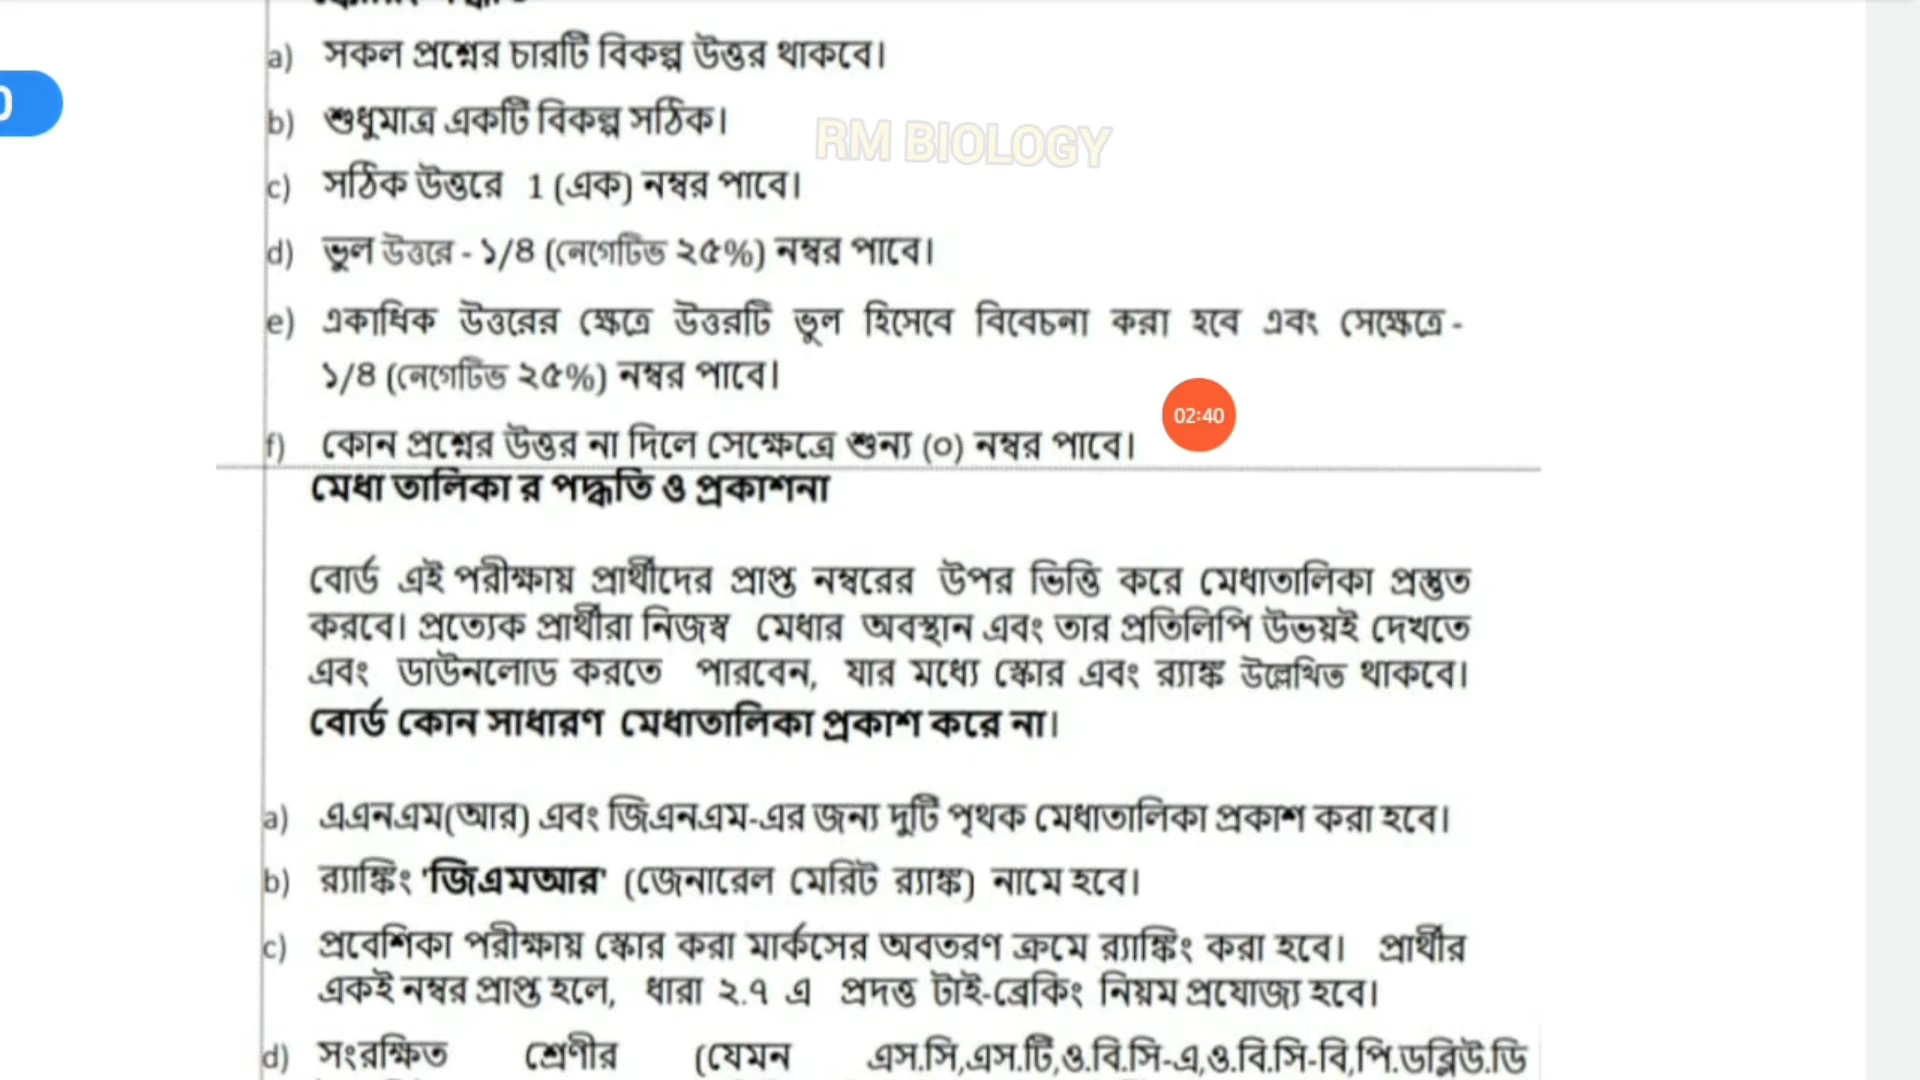 a) সকল প্রশ্নের চারটি বিকল্প উত্তর থাকবে।
b) শুধুমাত্র একটি বিকল্প সঠিক।
RM BIOLOGY
c) সঠিক উত্তরে 1 (এক) নম্বর পাবে।
d) ভুল উত্তরে - ১/৪ (নেগেটিভ ২৫%) নম্বর পাবে।
e) একাধিক উত্তরের ক্ষেত্রে উত্তরটি ভুল হিসেবে বিবেচনা করা হবে এবং সেক্ষেত্রে -
১/৪ (নেগেটিভ ২৫%) নম্বর পাবে।
02:40
f) কোন প্রশ্নের উত্তর না দিলে সেক্ষেত্রে শুন্য (০) নম্বর পাবে।
মেধা তালিকা র পদ্ধতি ও প্রকাশনা
বোর্ড এই পরীক্ষায় প্রার্থীদের প্রাপ্ত নম্বরের উপর ভিত্তি করে মেধাতালিকা প্রস্তুত
করবে। প্রত্যেক প্রার্থীরা নিজস্ব মেধার অবস্থান এবং তার প্রতিলিপি উভয়ই দেখতে
এবং ডাউনলোড করতে পারবেন, যার মধ্যে স্কোর এবং র‍্যাঙ্ক উল্লেখিত থাকবে।
বোর্ড কোন সাধারণ মেধাতালিকা প্রকাশ করে না।
a) এএনএম(আর) এবং জিএনএম-এর জন্য দুটি পৃথক মেধাতালিকা প্রকাশ করা হবে।
b) র‍্যাঙ্কিং 'জিএমআর' (জেনারেল মেরিট র‍্যাঙ্ক) নামে হবে।
c) প্রবেশিকা পরীক্ষায় স্কোর করা মার্কসের অবতরণ ক্রমে র‍্যাঙ্কিং করা হবে। প্রার্থীর
একই নম্বর প্রাপ্ত হলে, ধারা ২.৭ এ প্রদত্ত টাই-ব্রেকিং নিয়ম প্রযোজ্য হবে।
d) সংরক্ষিত শ্রেণীর (যেমন এস.সি,এস.টি,ও.বি.সি-এ,ও.বি.সি-বি,পি.ডব্লিউ.ডি